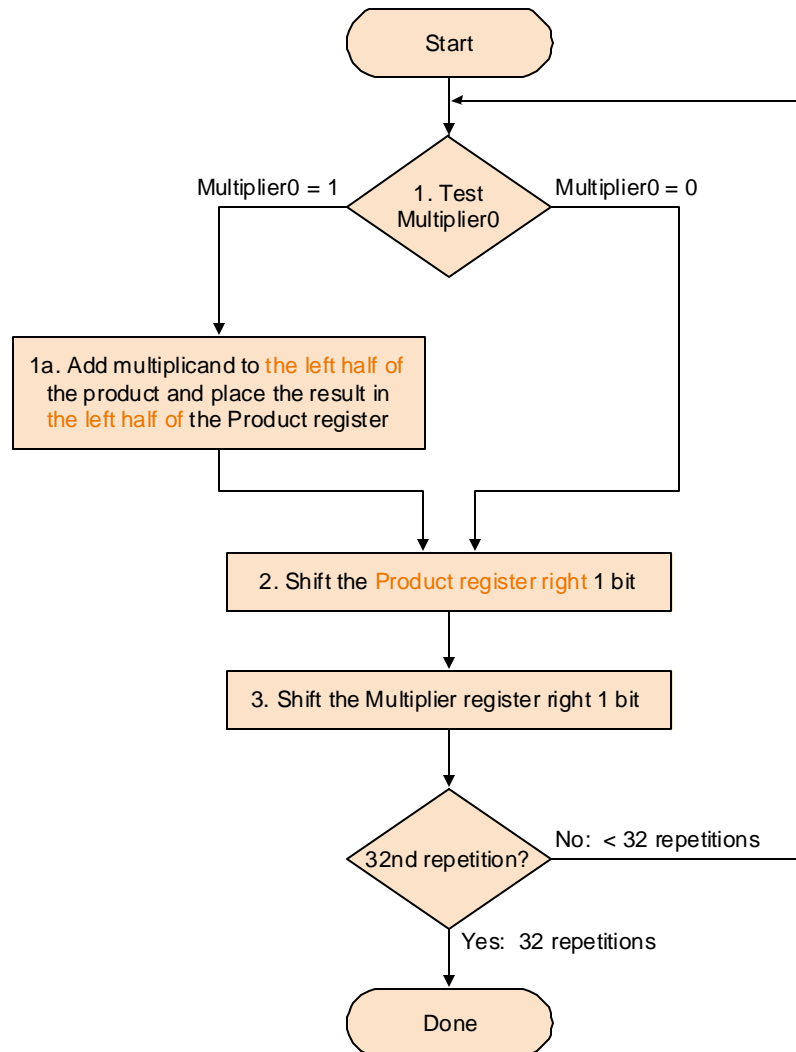 Start
Multiplier0 = 1
1. Test
Multiplier0
Multiplier0 = 0
1a. Add multiplicand to the left half of
the product and place the result in
the left half of the Product register
2. Shift the Product register right 1 bit
3. Shift the Multiplier register right 1 bit
32nd repetition?
No: < 32 repetitions
Yes: 32 repetitions
Done